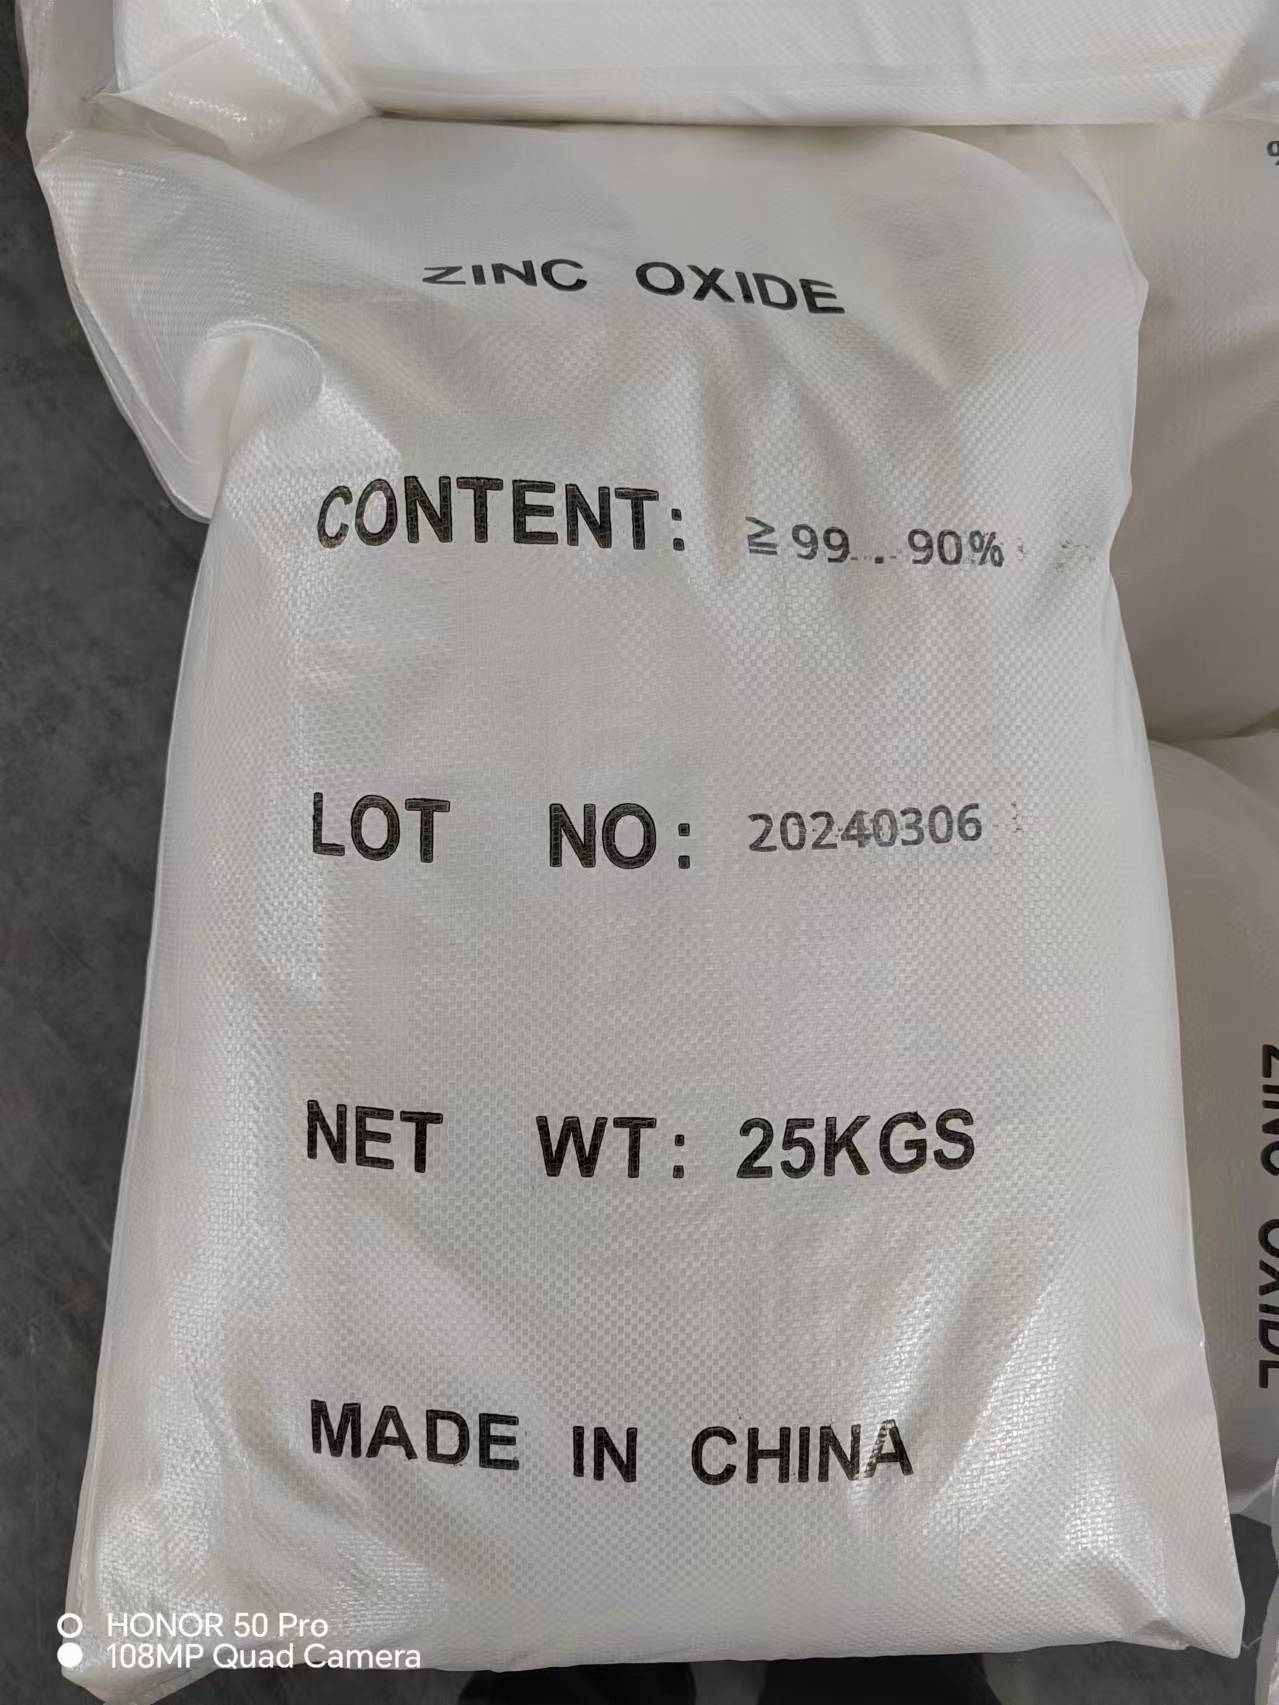 ZINC OXIDE
CONTENT: ≧99..90%
LOT NO: 20240306
NET WT: 25KGS
MADE IN CHINA
%
ZINC OXIDE
HONOR 50 Pro
108MP Quad Camera